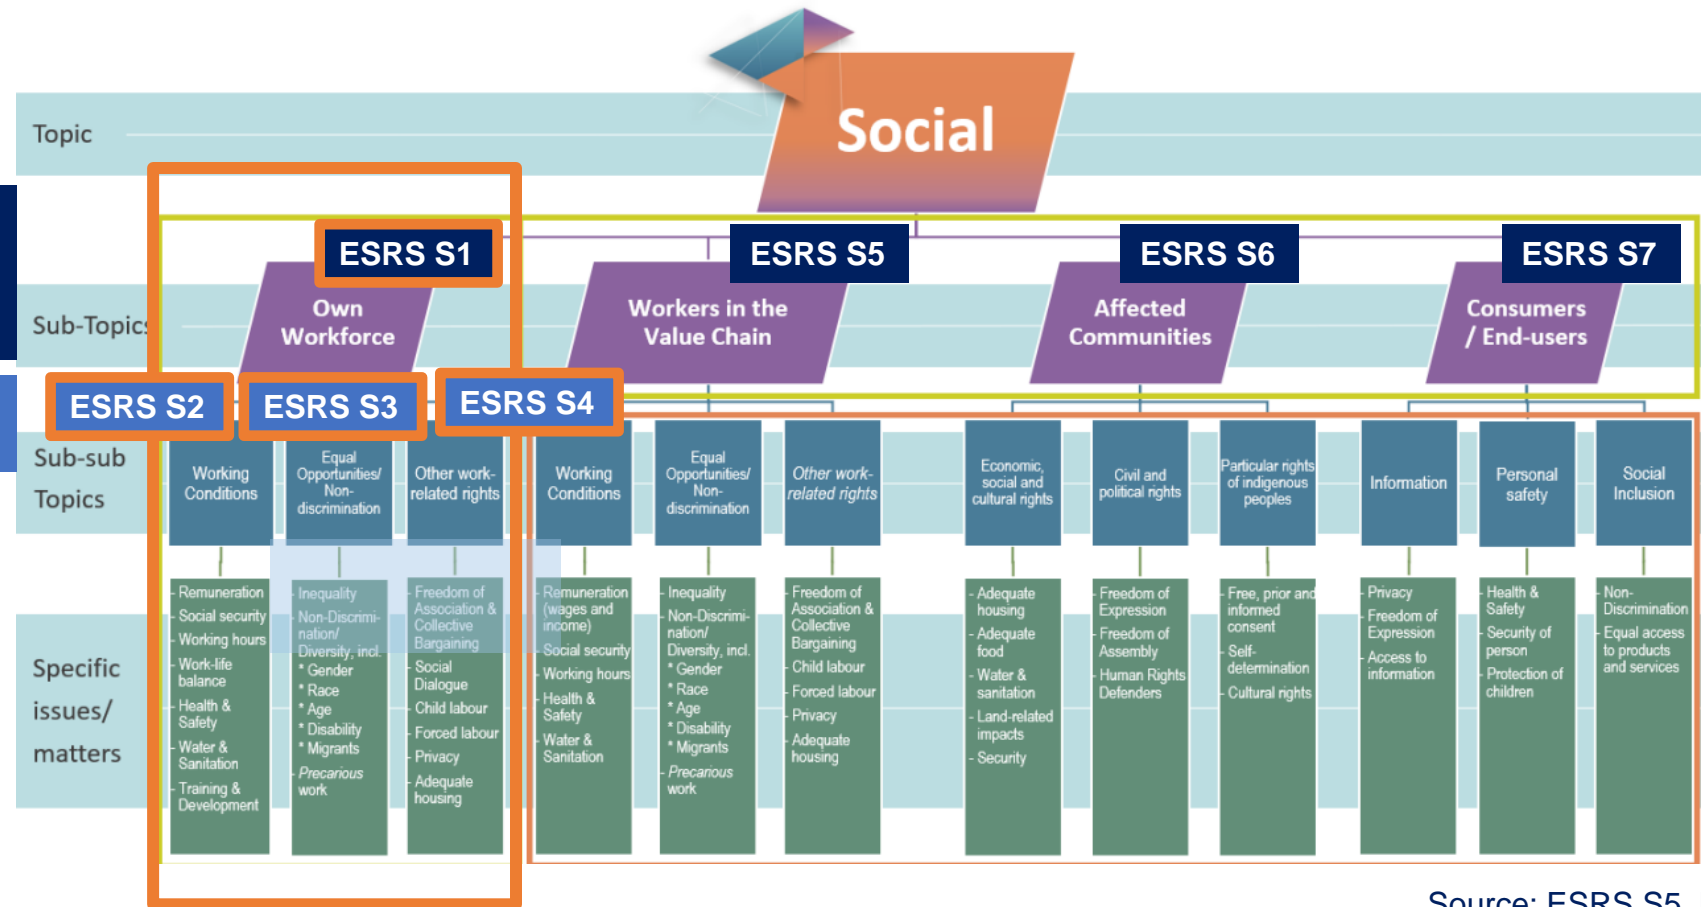 Social
Topic
ESRS S1
ESRS S5
ESRS S6
ESRS S7
Sub-Topics
Own
Workforce
Workers in the
Value Chain
Affected
Communities
Consumers
/ End-users
ESRS S2
ESRS S3
ESRS S4
Sub-sub
Topics
Working
Conditions
Equal
Opportunities/
Non-
discrimination
Other work-
related rights
Working
Conditions
Equal
Opportunities/
Non-
discrimination
Other work-
related rights
Economic,
social and
cultural rights
Civil and
political rights
Particular rights
of indigenous
peoples
Information
Personal
safety
Social
Inclusion
Specific
issues/
matters
- Remuneration
- Social security
- Working hours
- Work-life
balance
- Health &
Safety
- Water &
Sanitation
- Training &
Development
- Inequality
- Non-Discrimi-
nation/
Diversity, incl.
* Gender
* Race
* Age
* Disability
* Migrants
- Precarious
work
- Freedom of
Association &
Collective
Bargaining
- Social
Dialogue
- Child labour
- Forced labour
- Privacy
- Adequate
housing
- Remuneration
(wages and
income)
- Social security
- Working hours
- Health &
Safety
- Water &
Sanitation
- Inequality
- Non-Discrimi-
nation/
Diversity, incl.
* Gender
* Race
* Age
* Disability
* Migrants
- Precarious
work
- Freedom of
Association &
Collective
Bargaining
- Child labour
- Forced labour
- Privacy
- Adequate
housing
- Adequate
housing
- Adequate
food
- Water &
sanitation
- Land-related
impacts
- Security
- Freedom of
Expression
- Freedom of
Assembly
- Human Rights
Defenders
- Free, prior and
informed
consent
- Self-
determination
- Cultural rights
- Privacy
- Freedom of
Expression
- Access to
information
- Health &
Safety
- Security of
person
- Protection of
children
- Non-
Discrimination
- Equal access
to products
and services
Source: ESRS S5